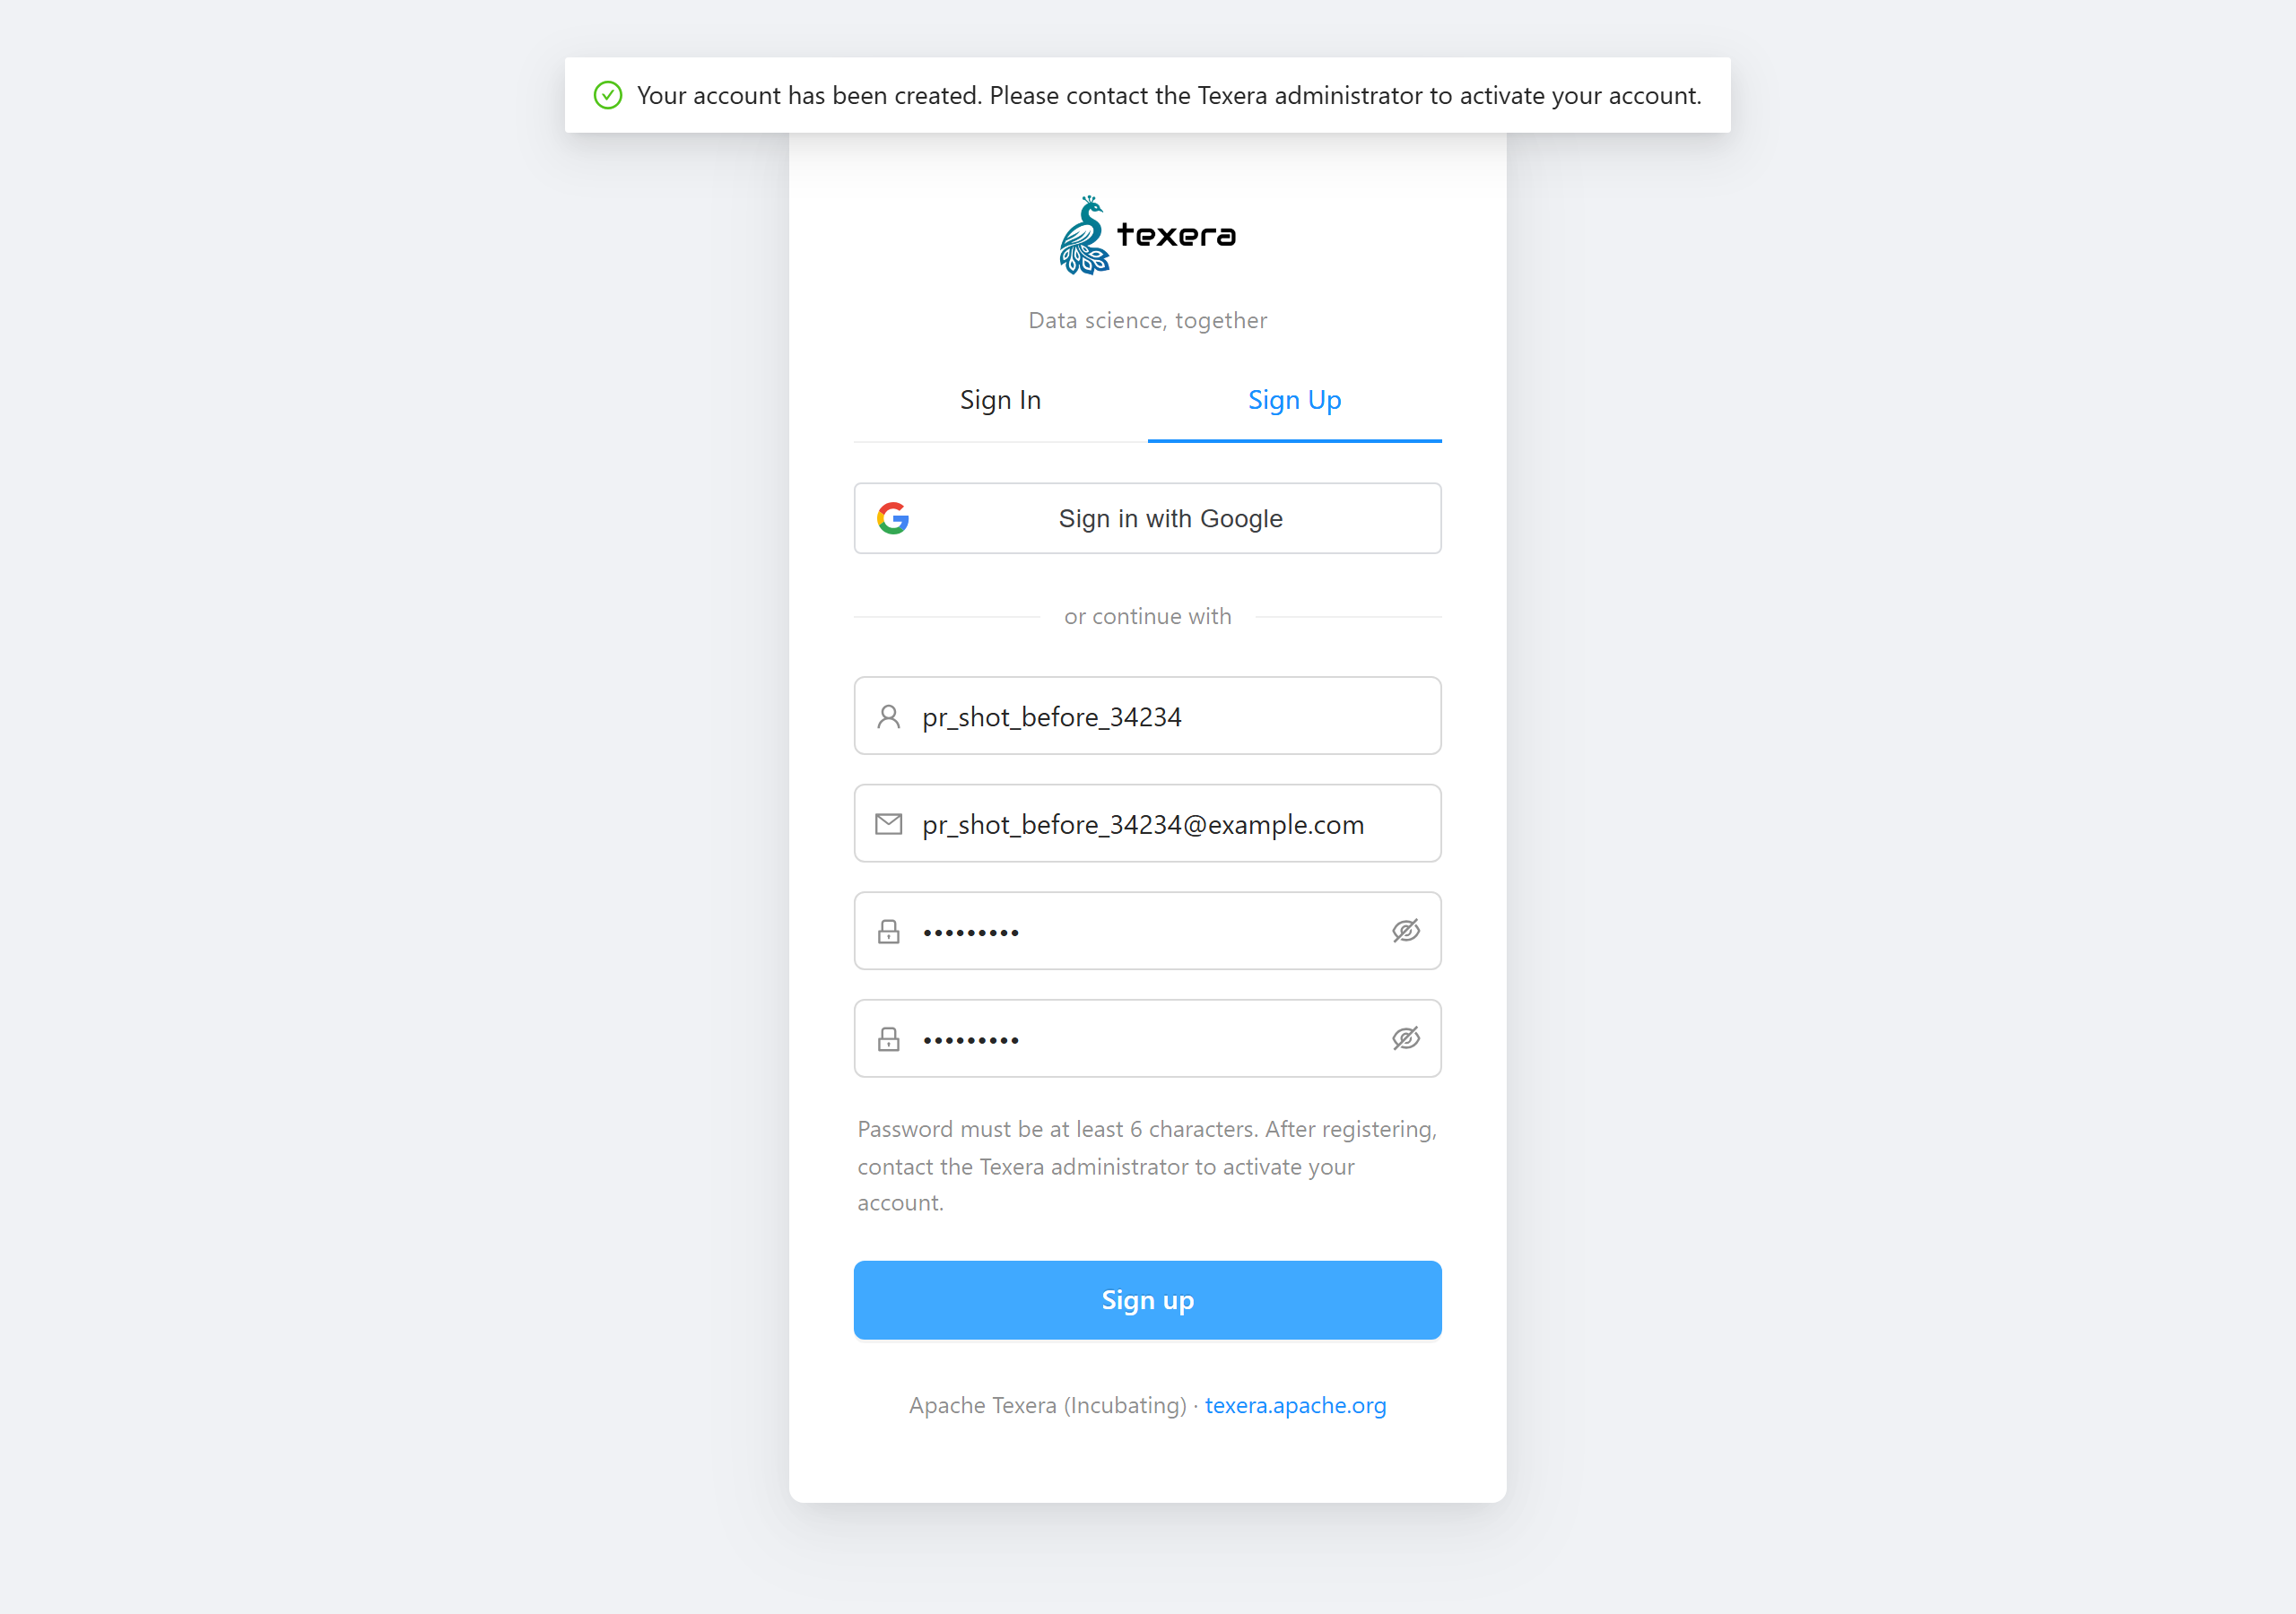 Your account has been created. Please contact the Texera administrator to activate your account.
texera
Data science, together
Sign In
Sign Up
Sign in with Google
or continue with
pr_shot_before_34234
pr_shot_before_34234@example.com
•••••••••
•••••••••
Password must be at least 6 characters. After registering,
contact the Texera administrator to activate your
account.
Sign up
Apache Texera (Incubating) · texera.apache.org